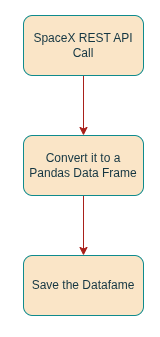 SpaceX REST API
Call
Convert it to a
Pandas Data Frame
Save the Datafame